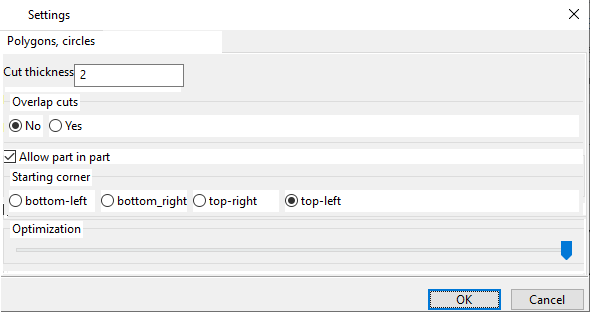 Settings
Polygons, circles
Cut thickness 2
Overlap cuts
No Yes
Allow part in part
Starting corner
bottom-left bottom_right top-right top-left
Optimization
OK Cancel